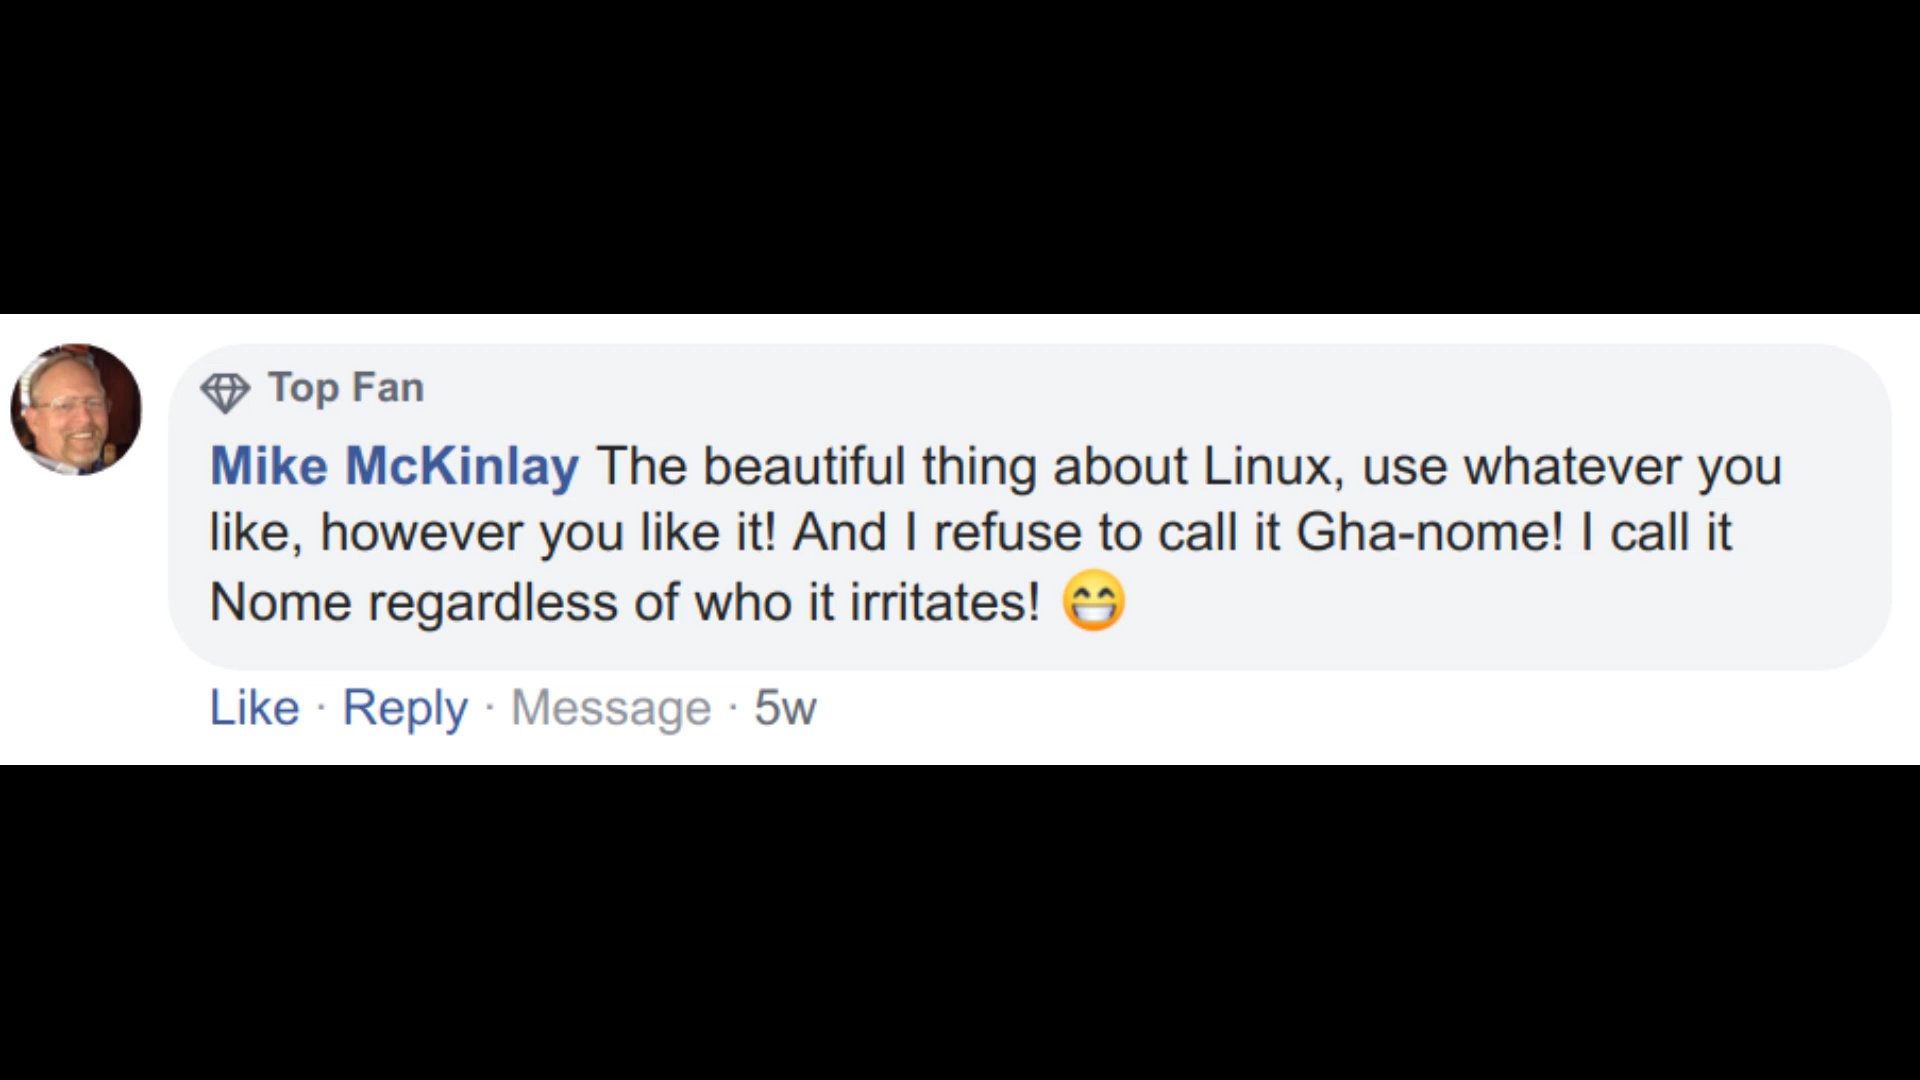 Top Fan
Mike McKinlay The beautiful thing about Linux, use whatever you
like, however you like it! And I refuse to call it Gha-nome! I call it
Nome regardless of who it irritates! 😁
Like · Reply · Message · 5w